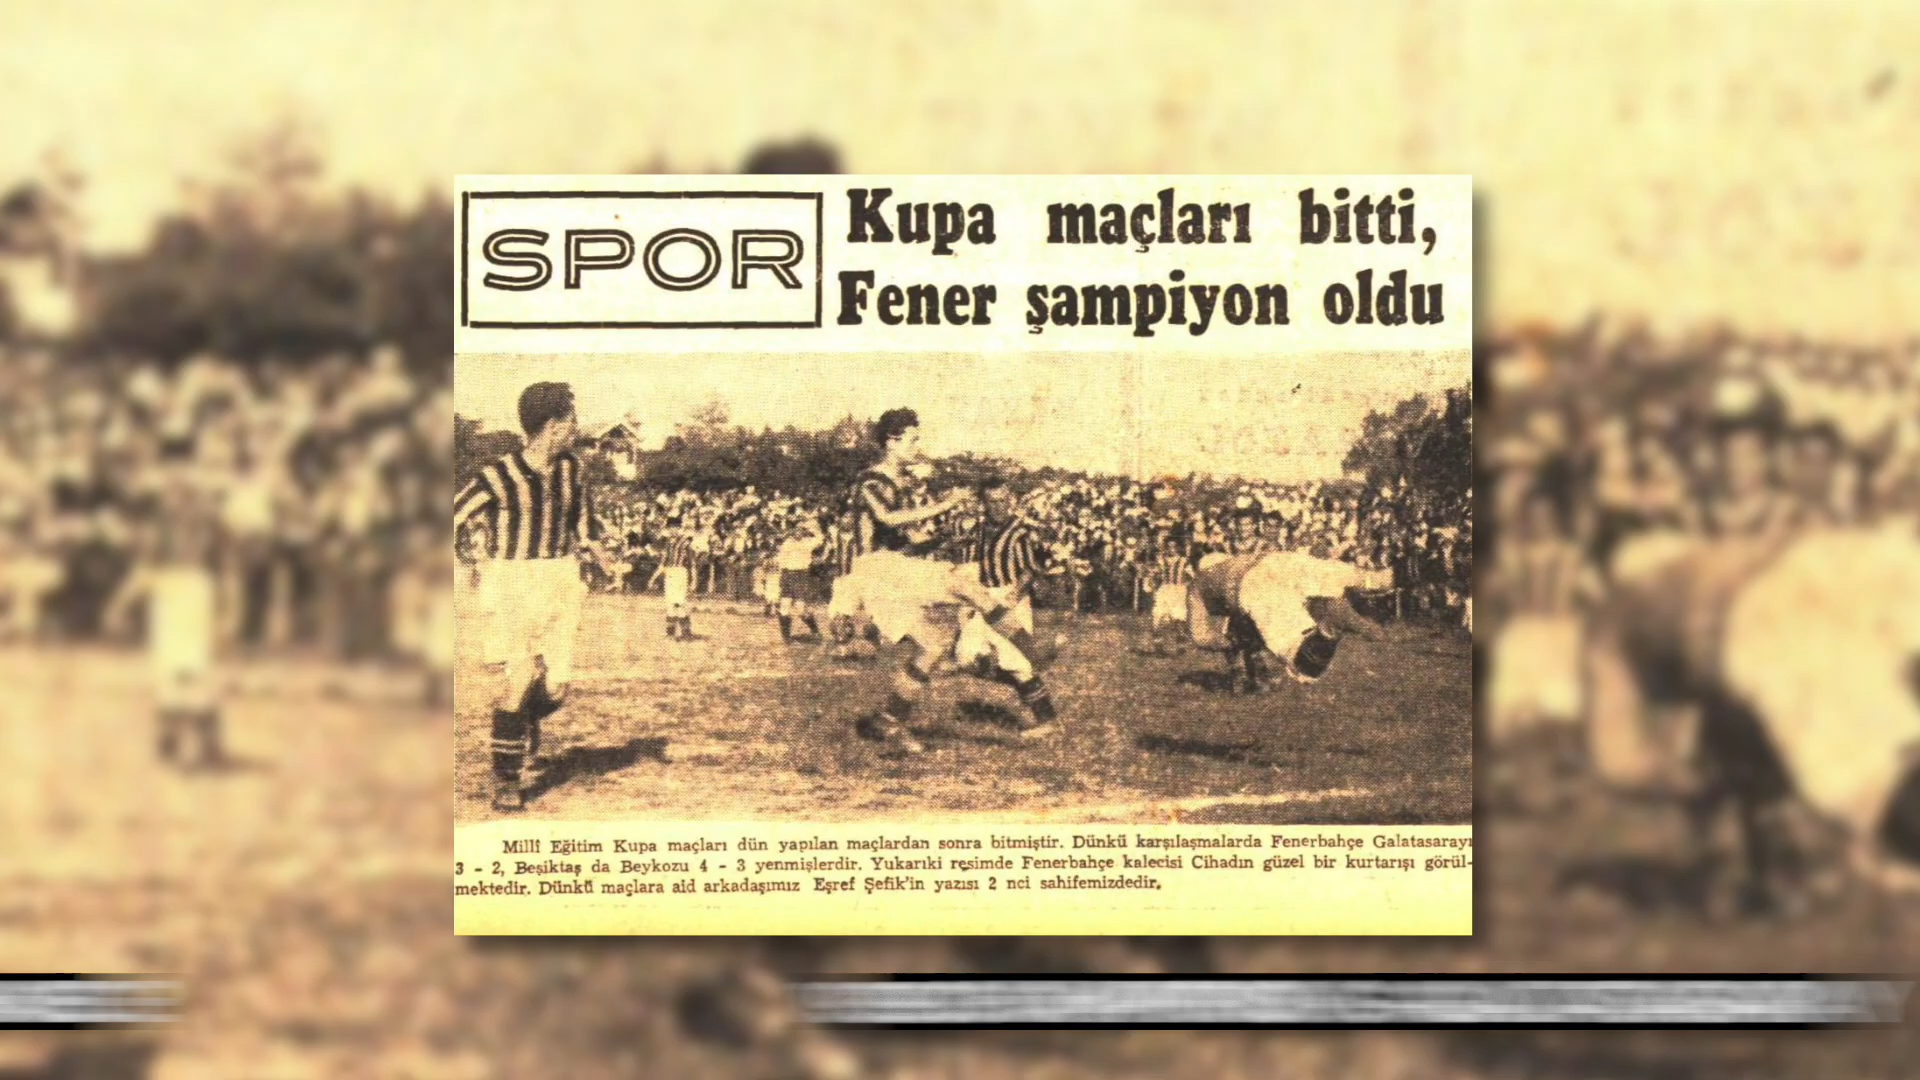 SPOR
Kupa maçları bitti,
Fener şampiyon oldu
Millî Eğitim Kupa maçları dün yapılan maçlardan sonra bitmiştir. Dünkü karşılaşmalarda Fenerbahçe Galatasarayı
3 - 2, Beşiktaş da Beykozu 4 - 3 yenmişlerdir. Yukarıki resimde Fenerbahçe kalecisi Cihadın güzel bir kurtarışı görül-
mektedir. Dünkü maçlara aid arkadaşımız Eşref Şefik'in yazısı 2 nci sahifemizdedir.